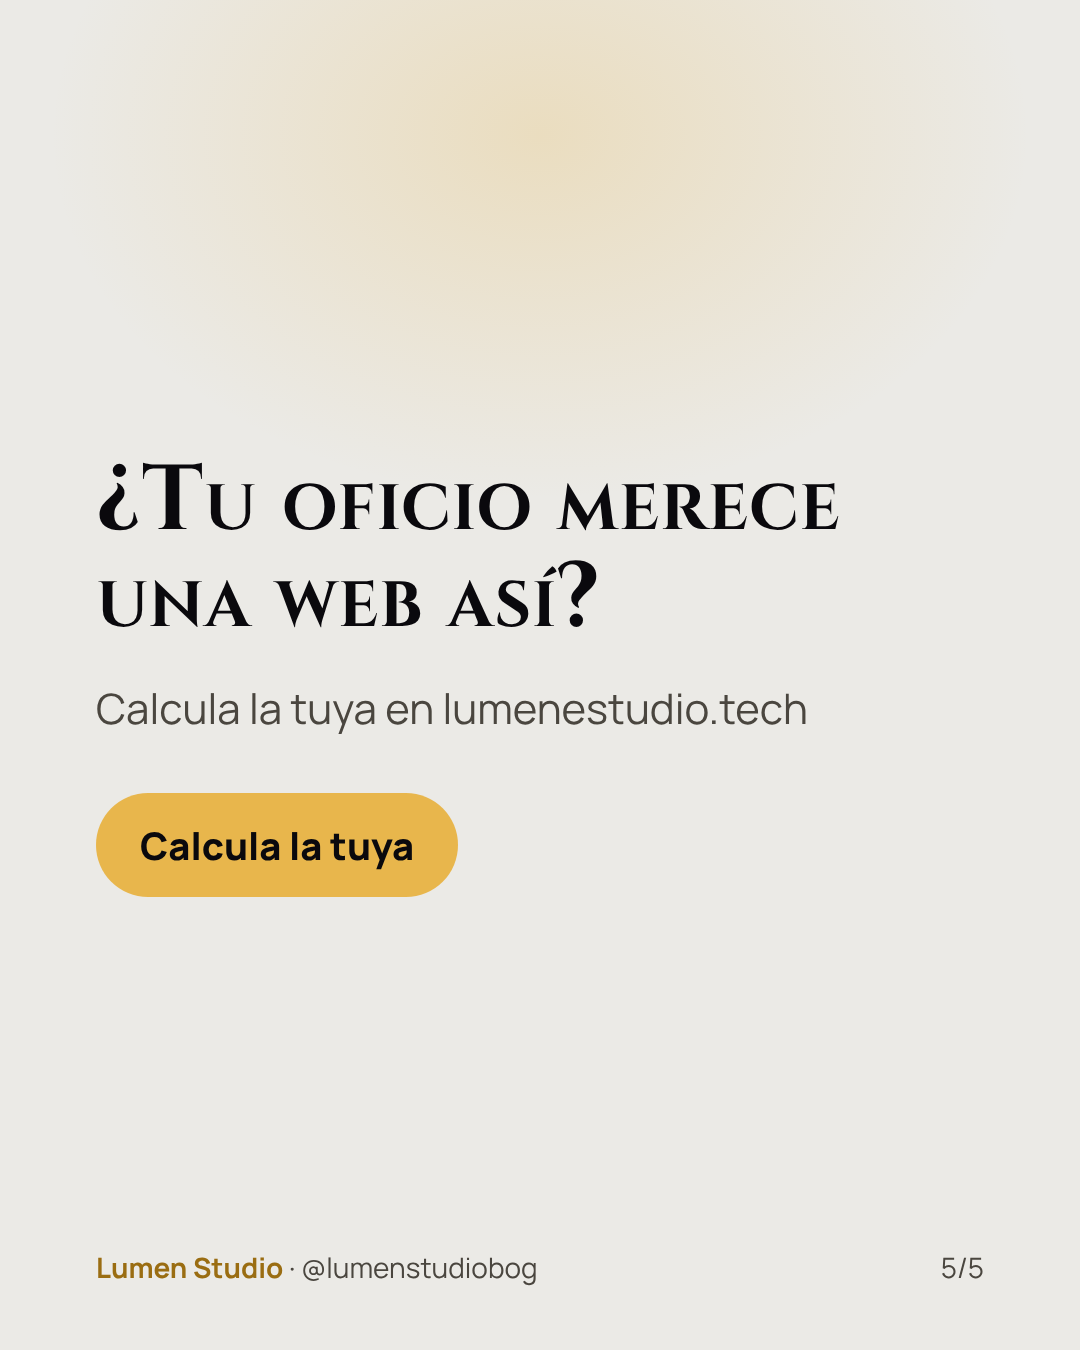 ¿Tu oficio merece
una web así?
Calcula la tuya en lumenestudio.tech
Calcula la tuya
Lumen Studio · @lumenstudiobog
5/5